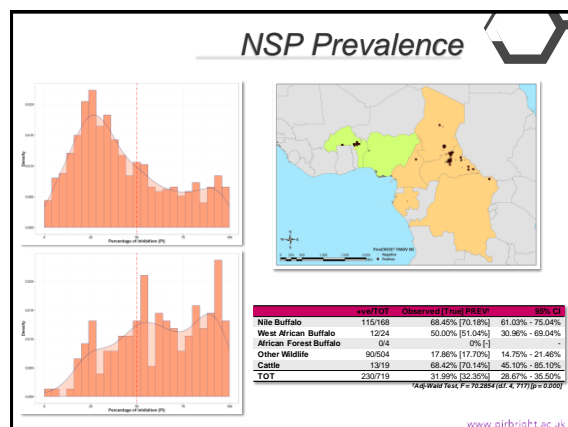 NSP Prevalence
Density
Percentage of Inhibition (PI)
Density
Percentage of Inhibition (PI)
PrioCHECK® FMDV NS
Negative
Positive
+ve/TOT Observed [True] PREV¹ 95% CI
Nile Buffalo 115/168 68.45% [70.18%] 61.03% - 75.04%
West African Buffalo 12/24 50.00% [51.04%] 30.96% - 69.04%
African Forest Buffalo 0/4 0% [-] -
Other Wildlife 90/504 17.86% [17.70%] 14.75% - 21.46%
Cattle 13/19 68.42% [70.14%] 45.10% - 85.10%
TOT 230/719 31.99% [32.35%] 28.67% - 35.50%
¹Adj-Wald Test, F = 70.2854 (d.f. 4, 717) [p = 0.000]
www.pirbright.ac.uk